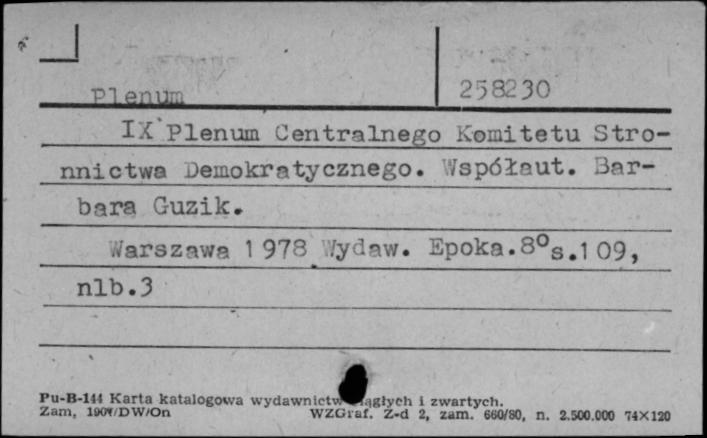 Plenum 258230
IX Plenum Centralnego Komitetu Stro-
nnictwa Demokratycznego. Współaut. Bar-
bara Guzik.
Warszawa 1978 Wydaw. Epoka.8°s.109,
nlb.3
Pu-B-144 Karta katalogowa wydawnictw ciągłych i zwartych.
Zam, /DW/On WZGraf. Z-d 2, zam. 660/80, n. 2.500.000 74X120